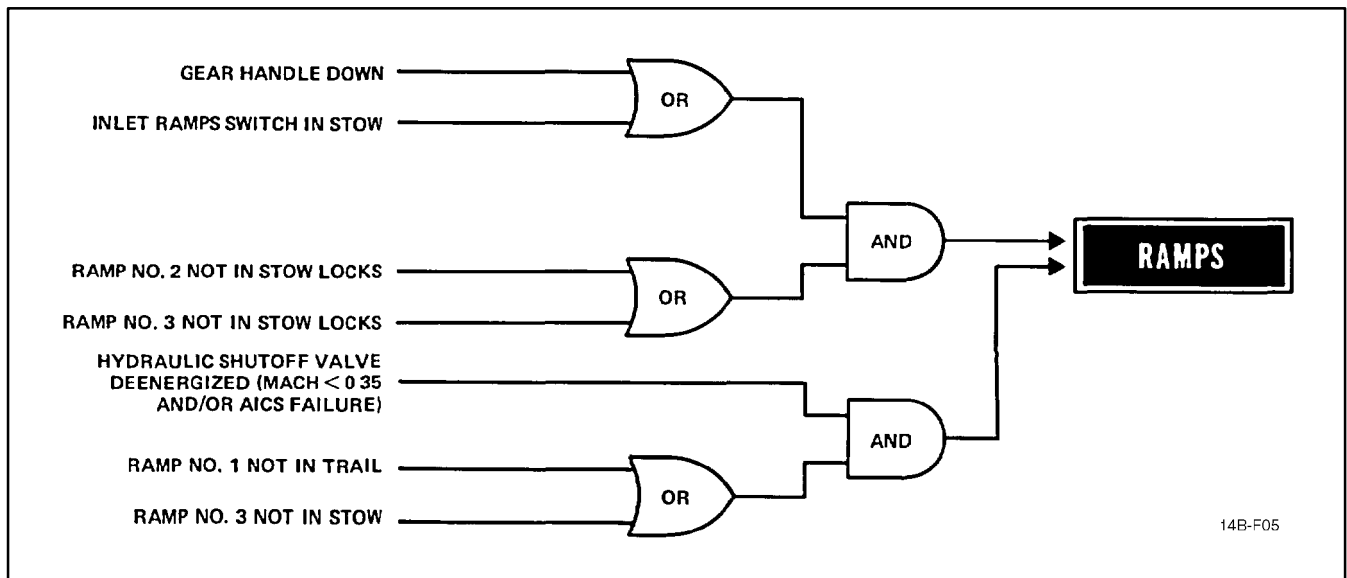 GEAR HANDLE DOWN
INLET RAMPS SWITCH IN STOW
OR
AND
RAMPS
RAMP NO. 2 NOT IN STOW LOCKS
RAMP NO. 3 NOT IN STOW LOCKS
OR
HYDRAULIC SHUTOFF VALVE
DEENERGIZED (MACH < 0 35
AND/OR AICS FAILURE)
AND
RAMP NO. 1 NOT IN TRAIL
RAMP NO. 3 NOT IN STOW
OR
14B-F05